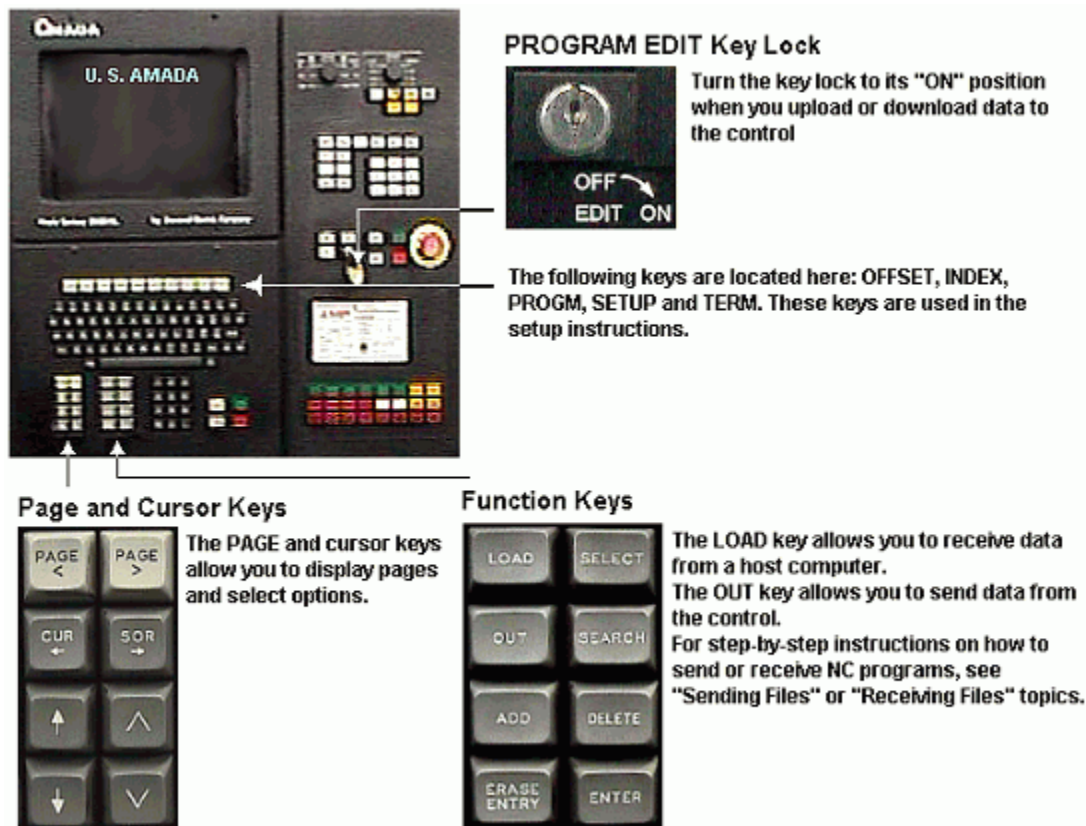 AMADA
U. S. AMADA
PROGRAM EDIT Key Lock
Turn the key lock to its "ON" position
when you upload or download data to
the control
OFF
EDIT ON
The following keys are located here: OFFSET, INDEX,
PROGM, SETUP and TERM. These keys are used in the
setup instructions.
Page and Cursor Keys
PAGE
<
PAGE
>
CUR
←
SOR
→
↑
∧
↓
∨
The PAGE and cursor keys
allow you to display pages
and select options.
Function Keys
LOAD
SELECT
OUT
SEARCH
ADD
DELETE
ERASE
ENTRY
ENTER
The LOAD key allows you to receive data
from a host computer.
The OUT key allows you to send data from
the control.
For step-by-step instructions on how to
send or receive NC programs, see
"Sending Files" or "Receiving Files" topics.